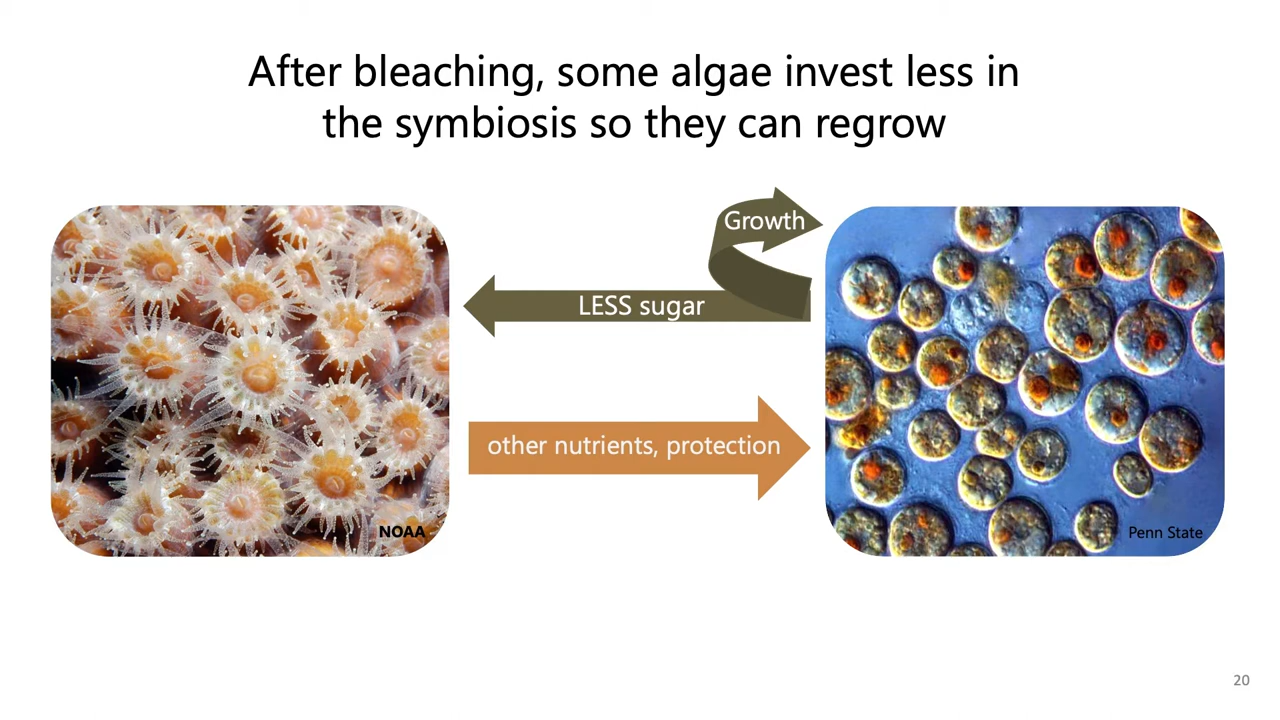 After bleaching, some algae invest less in
the symbiosis so they can regrow
Growth
LESS sugar
other nutrients, protection
NOAA
Penn State
20